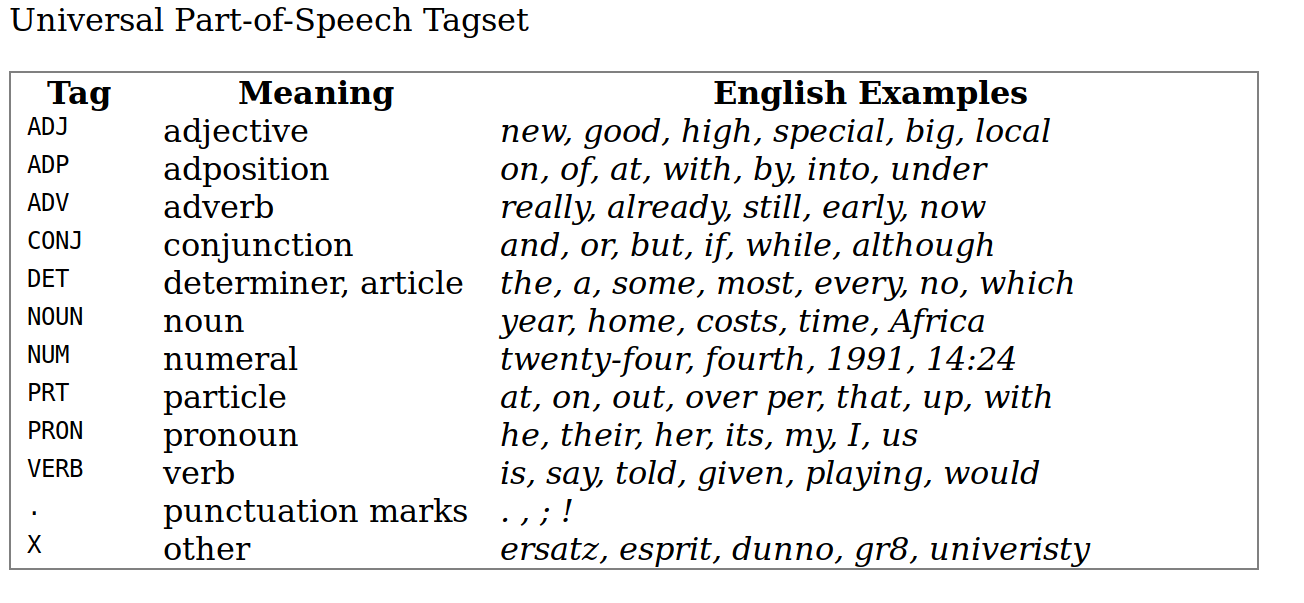 Universal Part-of-Speech Tagset
Tag Meaning English Examples
ADJ adjective new, good, high, special, big, local
ADP adposition on, of, at, with, by, into, under
ADV adverb really, already, still, early, now
CONJ conjunction and, or, but, if, while, although
DET determiner, article the, a, some, most, every, no, which
NOUN noun year, home, costs, time, Africa
NUM numeral twenty-four, fourth, 1991, 14:24
PRT particle at, on, out, over per, that, up, with
PRON pronoun he, their, her, its, my, I, us
VERB verb is, say, told, given, playing, would
. punctuation marks . , ; !
X other ersatz, esprit, dunno, gr8, univeristy